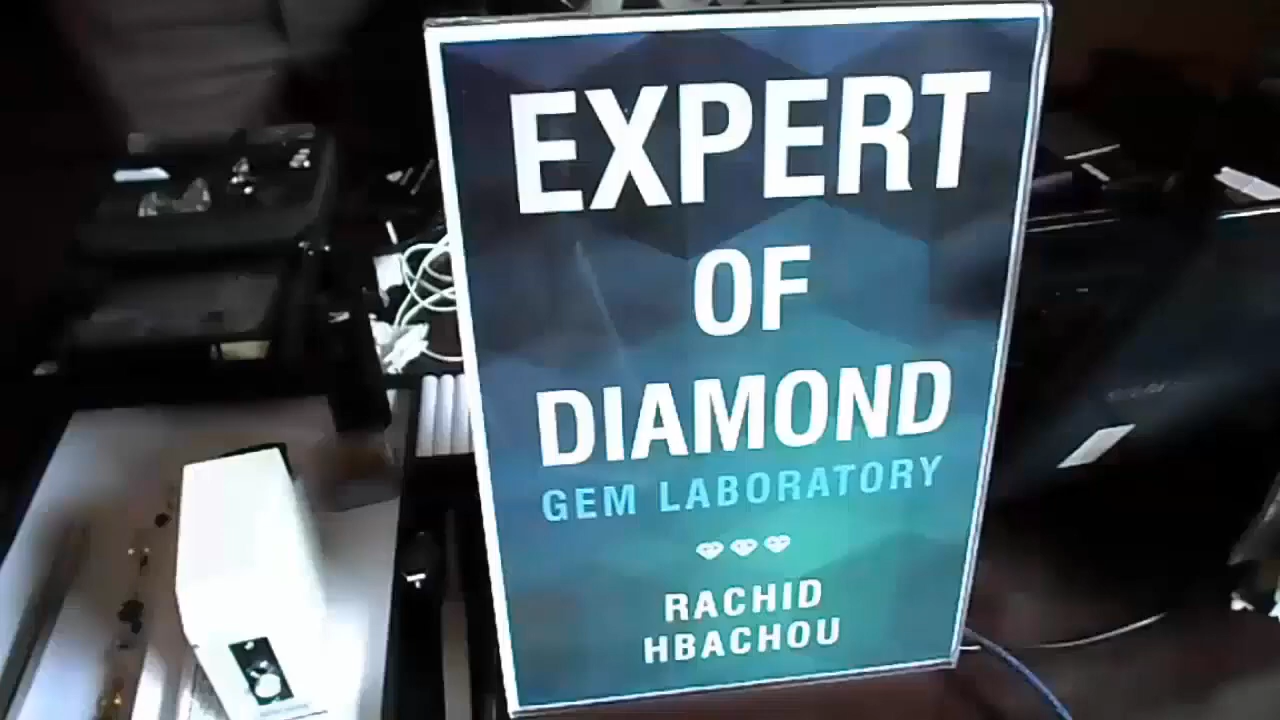 EXPERT
OF
DIAMOND
GEM LABORATORY
RACHID
HBACHOU